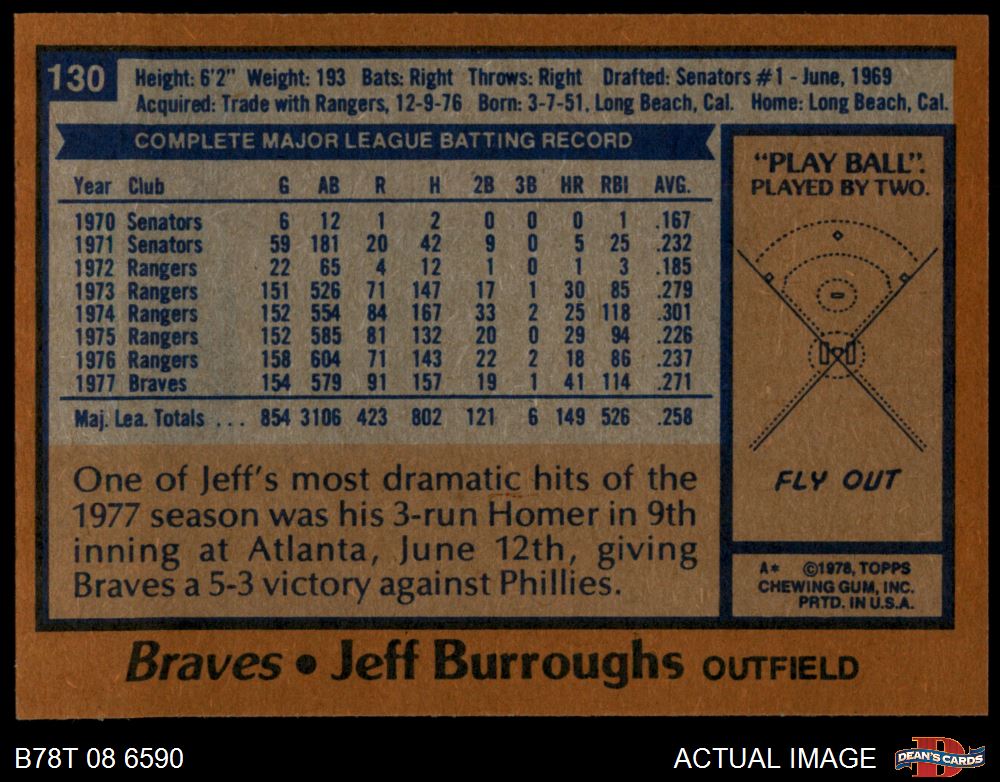 130
Height: 6'2" Weight: 193 Bats: Right Throws: Right Drafted: Senators #1 - June, 1969
Acquired: Trade with Rangers, 12-9-76 Born: 3-7-51, Long Beach, Cal. Home: Long Beach, Cal.
COMPLETE MAJOR LEAGUE BATTING RECORD
Year Club G AB R H 2B 3B HR RBI AVG.
1970 Senators 6 12 1 2 0 0 0 1 .167
1971 Senators 59 181 20 42 9 0 5 25 .232
1972 Rangers 22 65 4 12 1 0 1 3 .185
1973 Rangers 151 526 71 147 17 1 30 85 .279
1974 Rangers 152 554 84 167 33 2 25 118 .301
1975 Rangers 152 585 81 132 20 0 29 94 .226
1976 Rangers 158 604 71 143 22 2 18 86 .237
1977 Braves 154 579 91 157 19 1 41 114 .271
Maj. Lea. Totals . . . 854 3106 423 802 121 6 149 526 .258
One of Jeff's most dramatic hits of the
1977 season was his 3-run Homer in 9th
inning at Atlanta, June 12th, giving
Braves a 5-3 victory against Phillies.
"PLAY BALL".
PLAYED BY TWO.
FLY OUT
A* ©1978, TOPPS
CHEWING GUM, INC.
PRTD. IN U.S.A.
Braves • Jeff Burroughs OUTFIELD
B78T 08 6590
ACTUAL IMAGE
D
DEAN'S CARDS